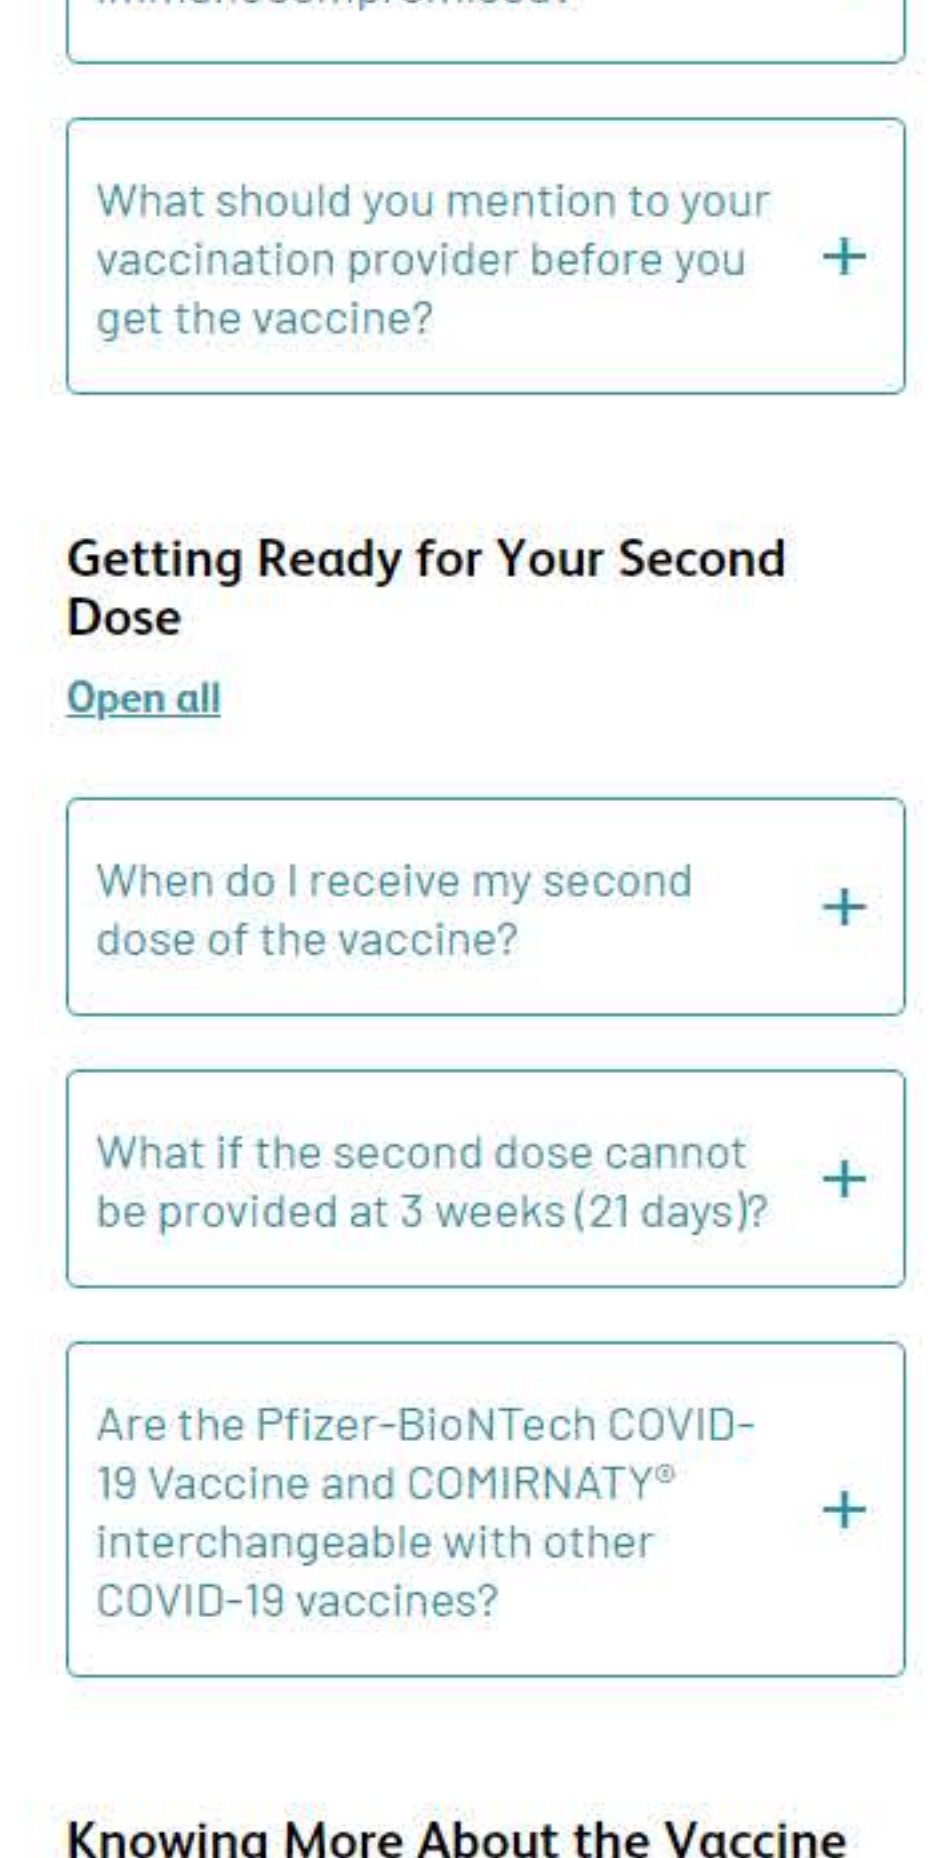 immunocompromised?
What should you mention to your
vaccination provider before you
get the vaccine?
Getting Ready for Your Second
Dose
Open all
When do I receive my second
dose of the vaccine?
What if the second dose cannot
be provided at 3 weeks (21 days)?
Are the Pfizer-BioNTech COVID-
19 Vaccine and COMIRNATY®
interchangeable with other
COVID-19 vaccines?
Knowing More About the Vaccine